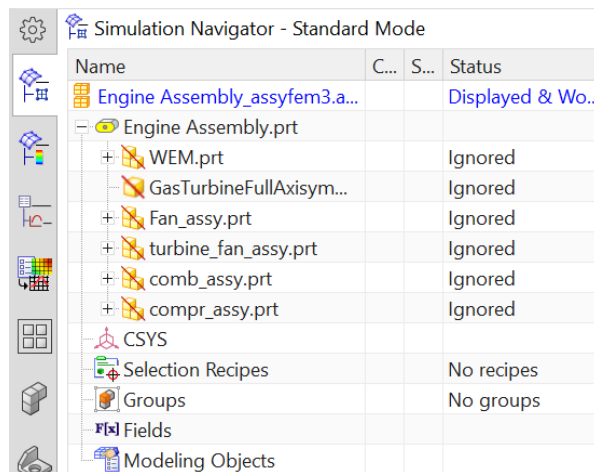 Simulation Navigator - Standard Mode
Name C... S... Status
Engine Assembly_assyfem3.a... Displayed & Wo...
Engine Assembly.prt
WEM.prt Ignored
GasTurbineFullAxisym... Ignored
Fan_assy.prt Ignored
turbine_fan_assy.prt Ignored
comb_assy.prt Ignored
compr_assy.prt Ignored
CSYS
Selection Recipes No recipes
Groups No groups
F[x] Fields
Modeling Objects